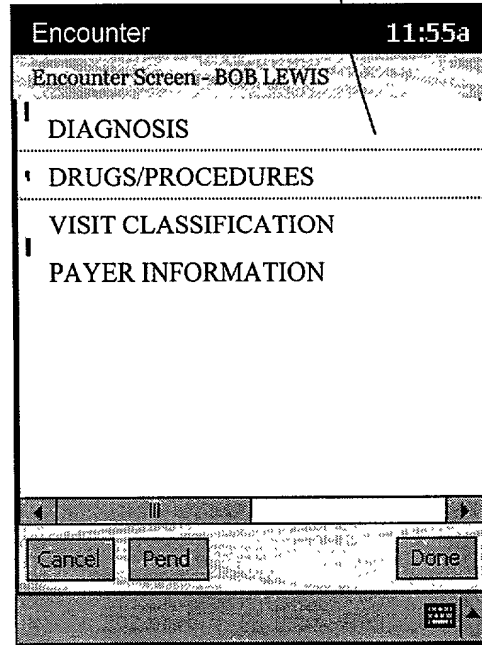 Encounter 11:55a
Encounter Screen - BOB LEWIS
DIAGNOSIS
DRUGS/PROCEDURES
VISIT CLASSIFICATION
PAYER INFORMATION
Cancel Pend Done